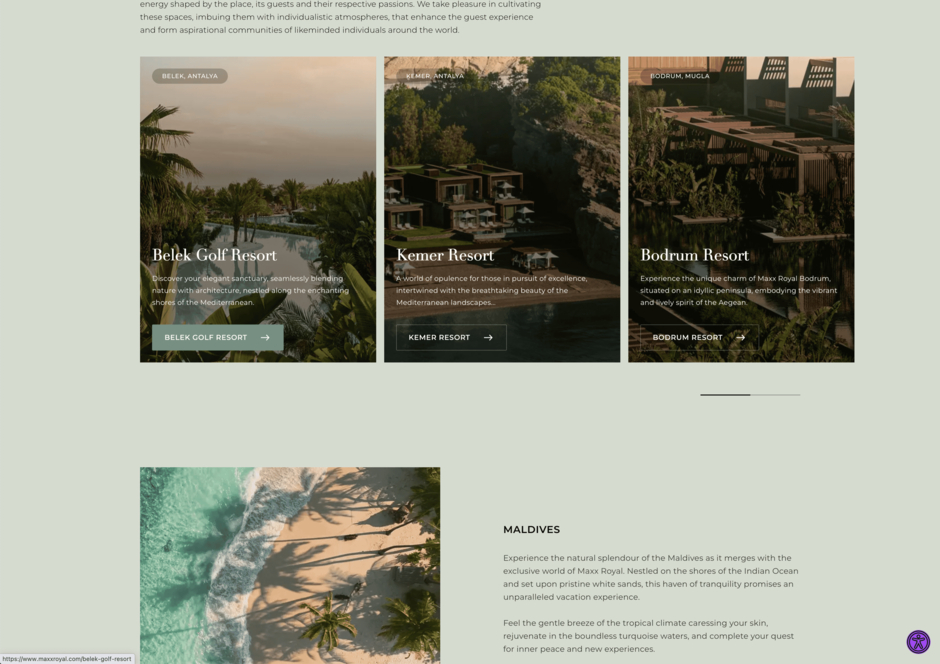 energy shaped by the place, its guests and their respective passions. We take pleasure in cultivating
these spaces, imbuing them with individualistic atmospheres, that enhance the guest experience
and form aspirational communities of likeminded individuals around the world.
BELEK, ANTALYA
Belek Golf Resort
Discover your elegant sanctuary, seamlessly blending
nature with architecture, nestled along the enchanting
shores of the Mediterranean.
BELEK GOLF RESORT
KEMER, ANTALYA
Kemer Resort
A world of opulence for those in pursuit of excellence,
intertwined with the breathtaking beauty of the
Mediterranean landscapes...
KEMER RESORT
BODRUM, MUGLA
Bodrum Resort
Experience the unique charm of Maxx Royal Bodrum,
situated on an idyllic peninsula, embodying the vibrant
and lively spirit of the Aegean.
BODRUM RESORT
MALDIVES
Experience the natural splendour of the Maldives as it merges with the
exclusive world of Maxx Royal. Nestled on the shores of the Indian Ocean
and set upon pristine white sands, this haven of tranquility promises an
unparalleled vacation experience.
Feel the gentle breeze of the tropical climate caressing your skin,
rejuvenate in the boundless turquoise waters, and complete your quest
for inner peace and new experiences.
https://www.maxxroyal.com/belek-golf-resort